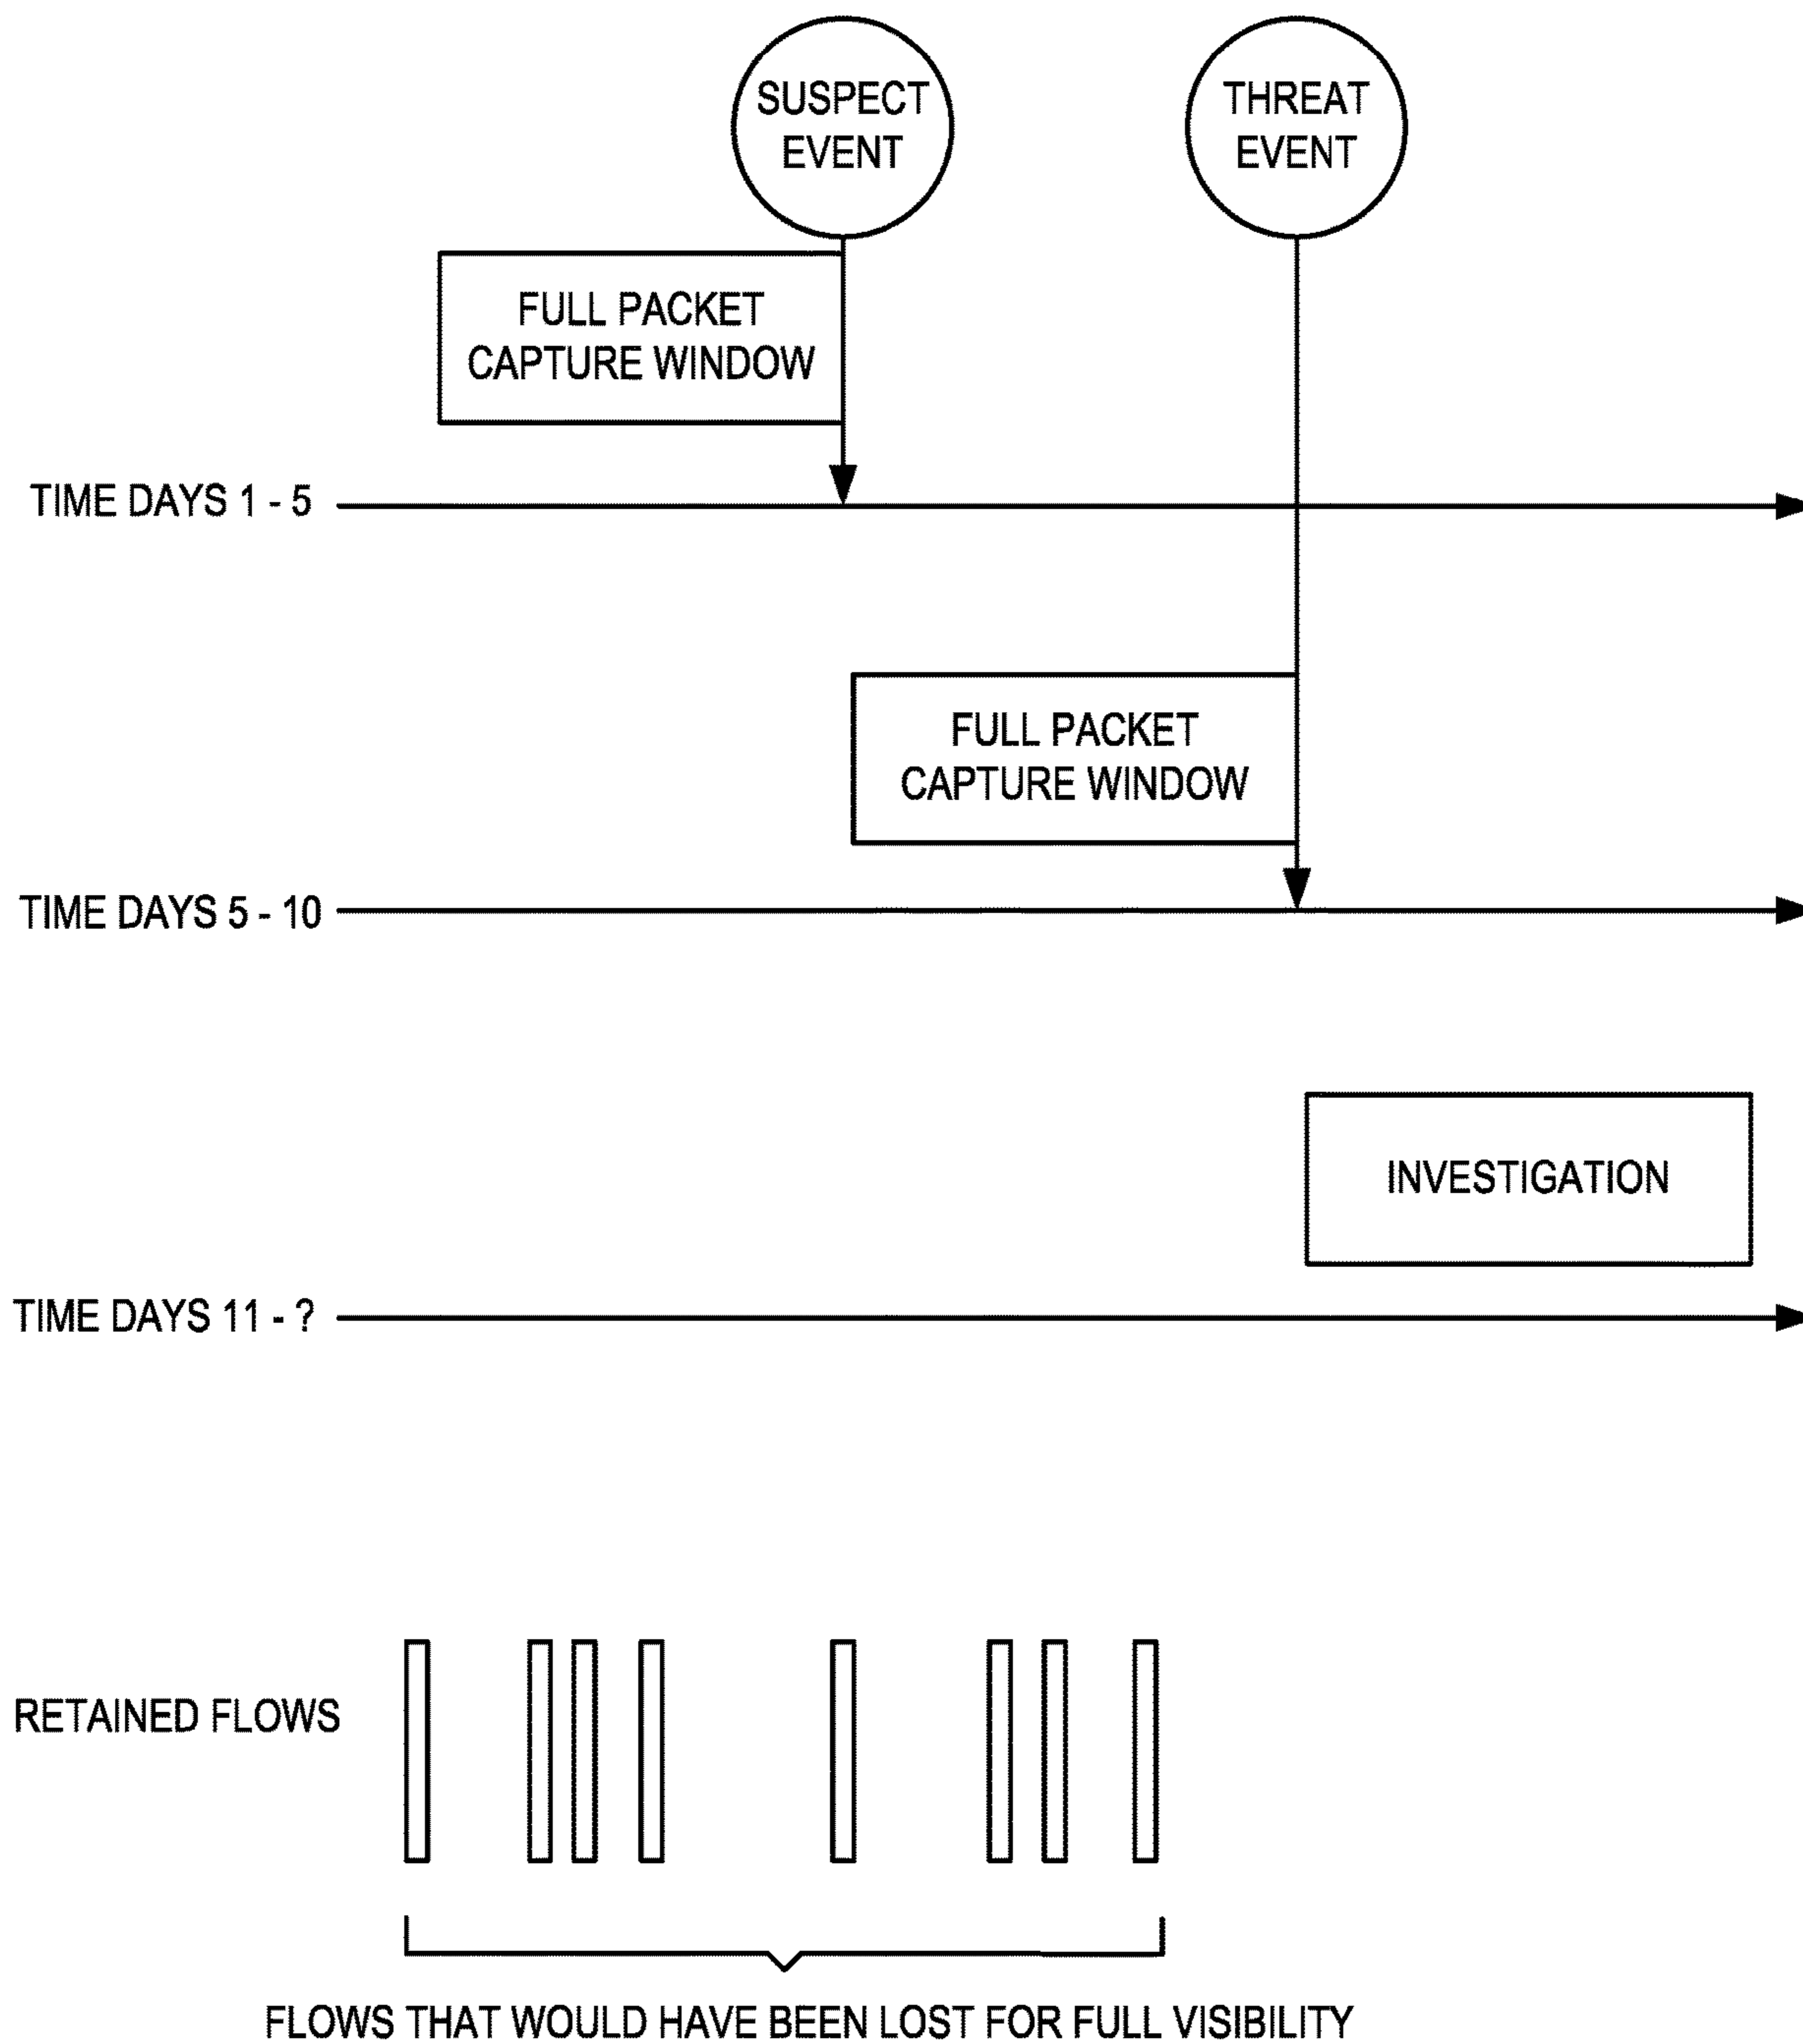 SUSPECT
EVENT
THREAT
EVENT
FULL PACKET
CAPTURE WINDOW
TIME DAYS 1 - 5
FULL PACKET
CAPTURE WINDOW
TIME DAYS 5 - 10
INVESTIGATION
TIME DAYS 11 - ?
RETAINED FLOWS
FLOWS THAT WOULD HAVE BEEN LOST FOR FULL VISIBILITY